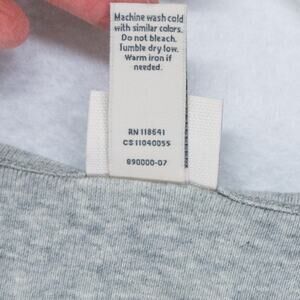 Machine wash cold
with similar colors.
Do not bleach.
Tumble dry low.
Warm iron if
needed.
RN 118641
CS 11040055
890000-07